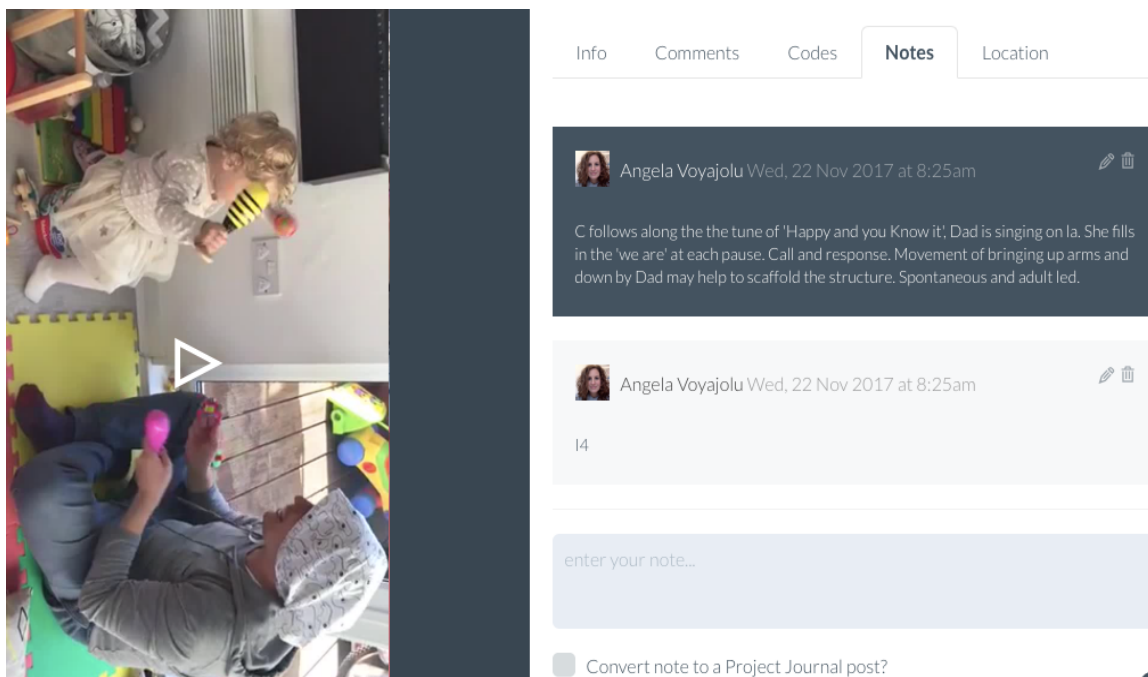 Info Comments Codes Notes Location
Angela Voyajolu Wed, 22 Nov 2017 at 8:25am
C follows along the the tune of 'Happy and you Know it', Dad is singing on la. She fills
in the 'we are' at each pause. Call and response. Movement of bringing up arms and
down by Dad may help to scaffold the structure. Spontaneous and adult led.
Angela Voyajolu Wed, 22 Nov 2017 at 8:25am
I4
enter your note...
Convert note to a Project Journal post?